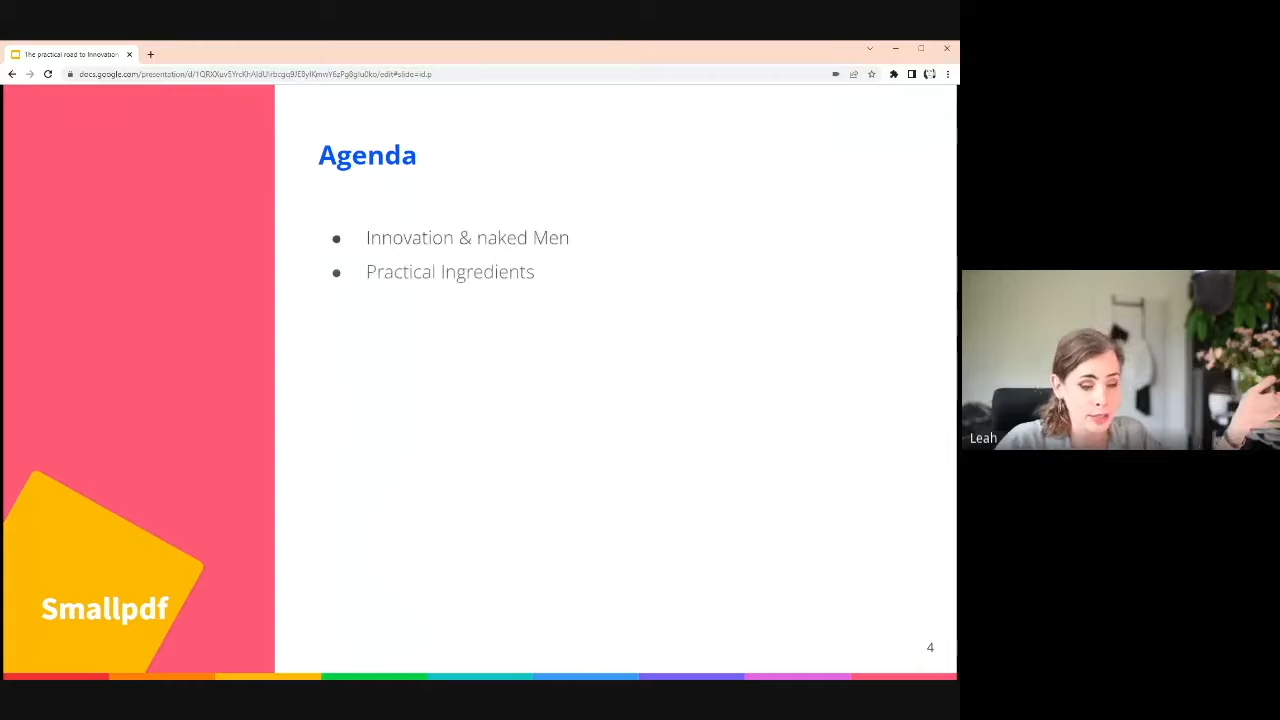 The practical road to Innovation
Agenda
Innovation & naked Men
Practical Ingredients
Smallpdf
4
Leah